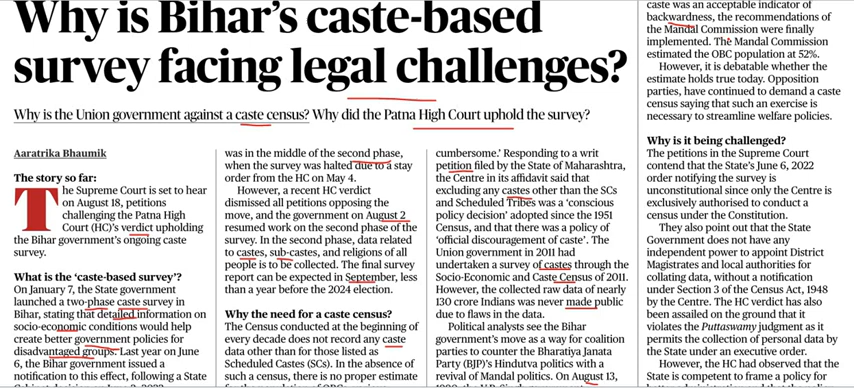 Why is Bihar's caste-based
survey facing legal challenges?
Why is the Union government against a caste census? Why did the Patna High Court uphold the survey?
Aaratrika Bhaumik
The story so far:
The Supreme Court is set to hear
on August 18, petitions
challenging the Patna High
Court (HC)'s verdict upholding
the Bihar government's ongoing caste
survey.
What is the 'caste-based survey'?
On January 7, the State government
launched a two-phase caste survey in
Bihar, stating that detailed information on
socio-economic conditions would help
create better government policies for
disadvantaged groups. Last year on June
6, the Bihar government issued a
notification to this effect, following a State
was in the middle of the second phase,
when the survey was halted due to a stay
order from the HC on May 4.
However, a recent HC verdict
dismissed all petitions opposing the
move, and the government on August 2
resumed work on the second phase of the
survey. In the second phase, data related
to castes, sub-castes, and religions of all
people is to be collected. The final survey
report can be expected in September, less
than a year before the 2024 election.
Why the need for a caste census?
The Census conducted at the beginning of
every decade does not record any caste
data other than for those listed as
Scheduled Castes (SCs). In the absence of
such a census, there is no proper estimate
cumbersome.' Responding to a writ
petition filed by the State of Maharashtra,
the Centre in its affidavit said that
excluding any castes other than the SCs
and Scheduled Tribes was a 'conscious
policy decision' adopted since the 1951
Census, and that there was a policy of
'official discouragement of caste'. The
Union government in 2011 had
undertaken a survey of castes through the
Socio-Economic and Caste Census of 2011.
However, the collected raw data of nearly
130 crore Indians was never made public
due to flaws in the data.
Political analysts see the Bihar
government's move as a way for coalition
parties to counter the Bharatiya Janata
Party (BJP)'s Hindutva politics with a
revival of Mandal politics. On August 13,
caste was an acceptable indicator of
backwardness, the recommendations of
the Mandal Commission were finally
implemented. The Mandal Commission
estimated the OBC population at 52%.
However, it is debatable whether the
estimate holds true today. Opposition
parties, have continued to demand a caste
census saying that such an exercise is
necessary to streamline welfare policies.
Why is it being challenged?
The petitions in the Supreme Court
contend that the State's June 6, 2022
order notifying the survey is
unconstitutional since only the Centre is
exclusively authorised to conduct a
census under the Constitution.
They also point out that the State
Government does not have any
independent power to appoint District
Magistrates and local authorities for
collating data, without a notification
under Section 3 of the Census Act, 1948
by the Centre. The HC verdict has also
been assailed on the ground that it
violates the Puttaswamy judgment as it
permits the collection of personal data by
the State under an executive order.
However, the HC had observed that the
State is competent to frame a policy for